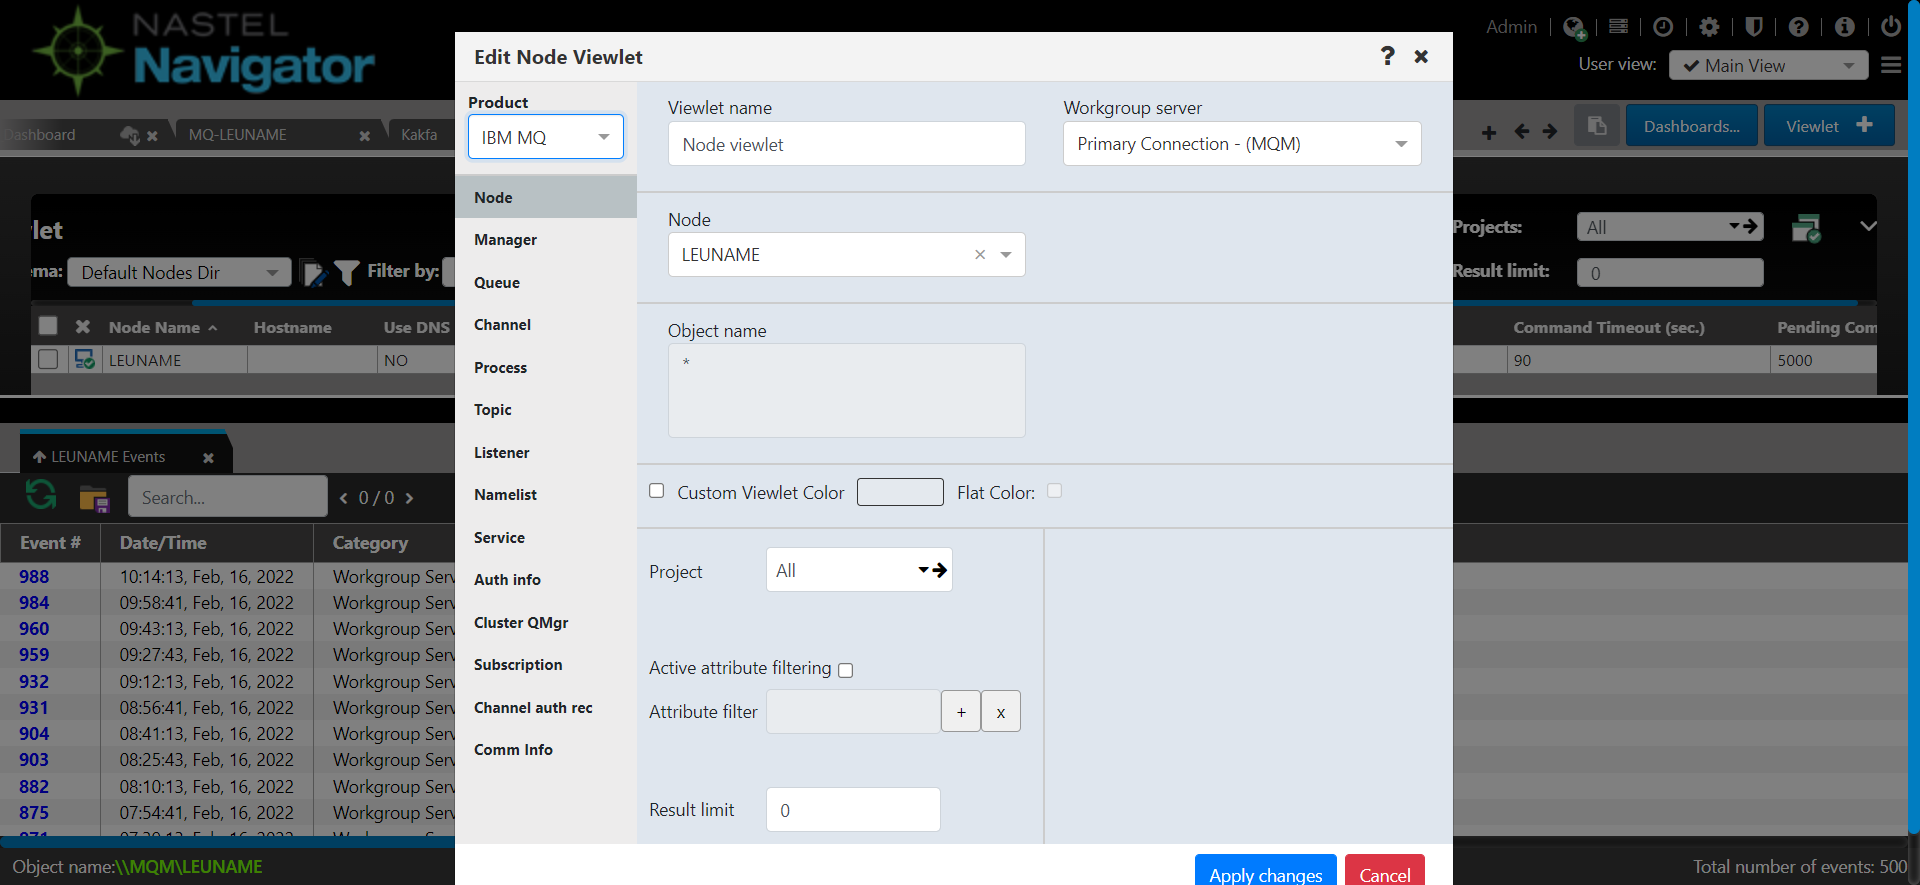 NASTEL
Navigator
Admin
User view: Main View
Dashboard
MQ-LEUNAME
Kakfa
Dashboards...
Viewlet
Edit Node Viewlet
?
Product
IBM MQ
Node
Manager
Queue
Channel
Process
Topic
Listener
Namelist
Service
Auth info
Cluster QMgr
Subscription
Channel auth rec
Comm Info
Viewlet name
Node viewlet
Workgroup server
Primary Connection - (MQM)
Node
LEUNAME
Object name
*
Custom Viewlet Color
Flat Color:
Project
All
Active attribute filtering
Attribute filter
+
x
Result limit
0
Apply changes
Cancel
let
ma: Default Nodes Dir
Filter by:
Projects: All
Result limit: 0
Node Name
Hostname
Use DNS
Command Timeout (sec.)
Pending Com
LEUNAME
NO
90
5000
LEUNAME Events
Search...
0 / 0
Event # Date/Time Category
988 10:14:13, Feb, 16, 2022 Workgroup Serv
984 09:58:41, Feb, 16, 2022 Workgroup Serv
960 09:43:13, Feb, 16, 2022 Workgroup Serv
959 09:27:43, Feb, 16, 2022 Workgroup Serv
932 09:12:13, Feb, 16, 2022 Workgroup Serv
931 08:56:41, Feb, 16, 2022 Workgroup Serv
904 08:41:13, Feb, 16, 2022 Workgroup Serv
903 08:25:43, Feb, 16, 2022 Workgroup Serv
882 08:10:13, Feb, 16, 2022 Workgroup Serv
875 07:54:41, Feb, 16, 2022 Workgroup Serv
Object name:\\MQM\LEUNAME
Total number of events: 500